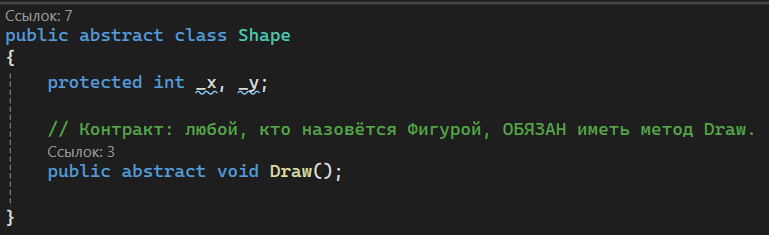 Ссылок: 7
public abstract class Shape
{
protected int _x, _y;
// Контракт: любой, кто назовётся Фигурой, ОБЯЗАН иметь метод Draw.
Ссылок: 3
public abstract void Draw();
}